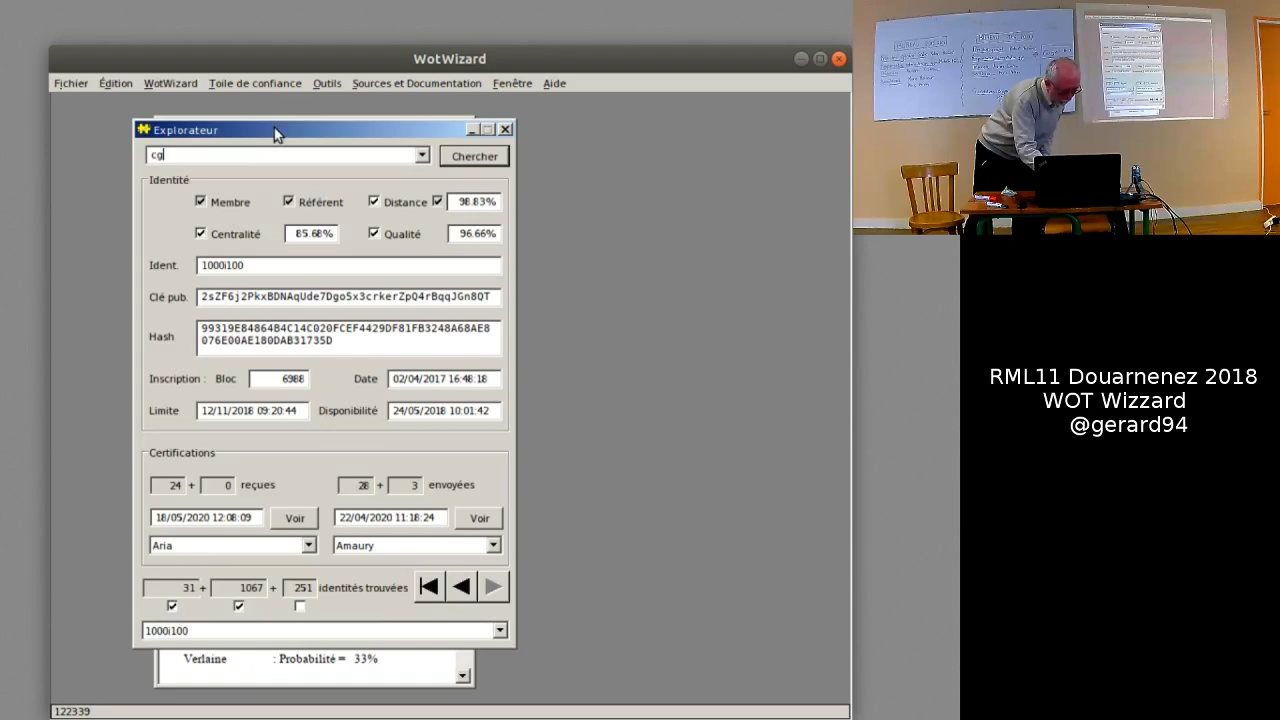 WotWizard
Fichier Édition WotWizard Toile de confiance Outils Sources et Documentation Fenêtre Aide
Explorateur
cg
Chercher
Identité
Membre Référent Distance 98.83%
Centralité 85.68% Qualité 96.66%
Ident. 1000i100
Clé pub. 2sZF6j2PkxBDNAqUde7Dgo5x3crkerZpQ4rBqqJGn8QT
Hash 99319E84864B4C14C020FCEF4429DF81FB3248A68AE8
076E00AE180DAB31735D
Inscription : Bloc 6988 Date 02/04/2017 16:48:18
Limite 12/11/2018 09:20:44 Disponibilité 24/05/2018 10:01:42
Certifications
24 + 0 reçues 28 + 3 envoyées
18/05/2020 12:08:09 Voir 22/04/2020 11:18:24 Voir
Aria Amaury
31 + 1067 + 251 identités trouvées
1000i100
Verlaine : Probabilité = 33%
122339
RML11 Douarnenez 2018
WOT Wizzard
@gerard94